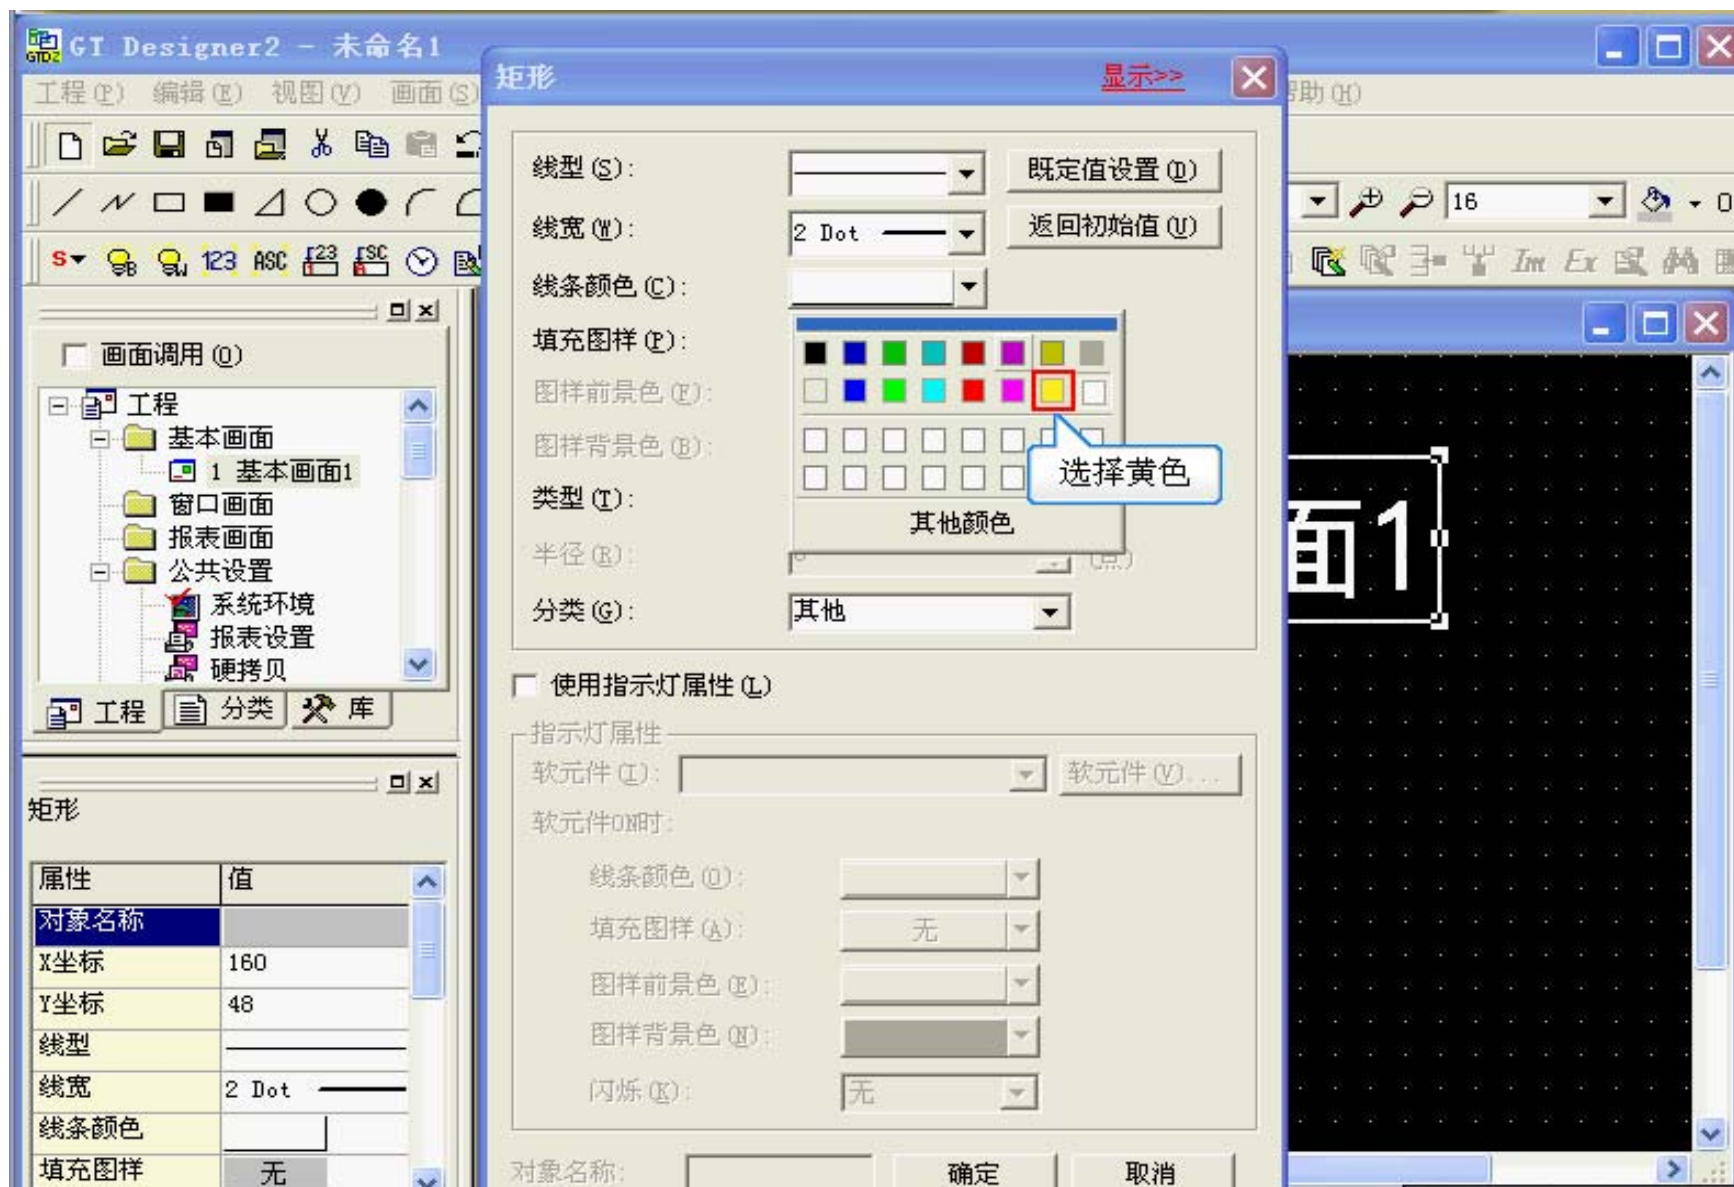 GT Designer2 - 未命名1
工程(P) 编辑(E) 视图(V) 画面(S)
帮助(H)
16
123 ASC
Im Ex
画面调用(O)
工程
基本画面
1 基本画面1
窗口画面
报表画面
公共设置
系统环境
报表设置
硬拷贝
工程 分类 库
矩形
属性 值
对象名称
X坐标 160
Y坐标 48
线型
线宽 2 Dot
线条颜色
填充图样 无
矩形 显示>>
线型(S): 既定值设置(D)
线宽(W): 2 Dot 返回初始值(U)
线条颜色(C):
填充图样(P):
图样前景色(F):
图样背景色(B):
选择黄色
类型(T):
其他颜色
半径(R):
分类(G): 其他
使用指示灯属性(L)
指示灯属性
软元件(I): 软元件(V)...
软元件ON时:
线条颜色(O):
填充图样(A): 无
图样前景色(E):
图样背景色(N):
闪烁(K): 无
对象名称: 确定 取消
面1